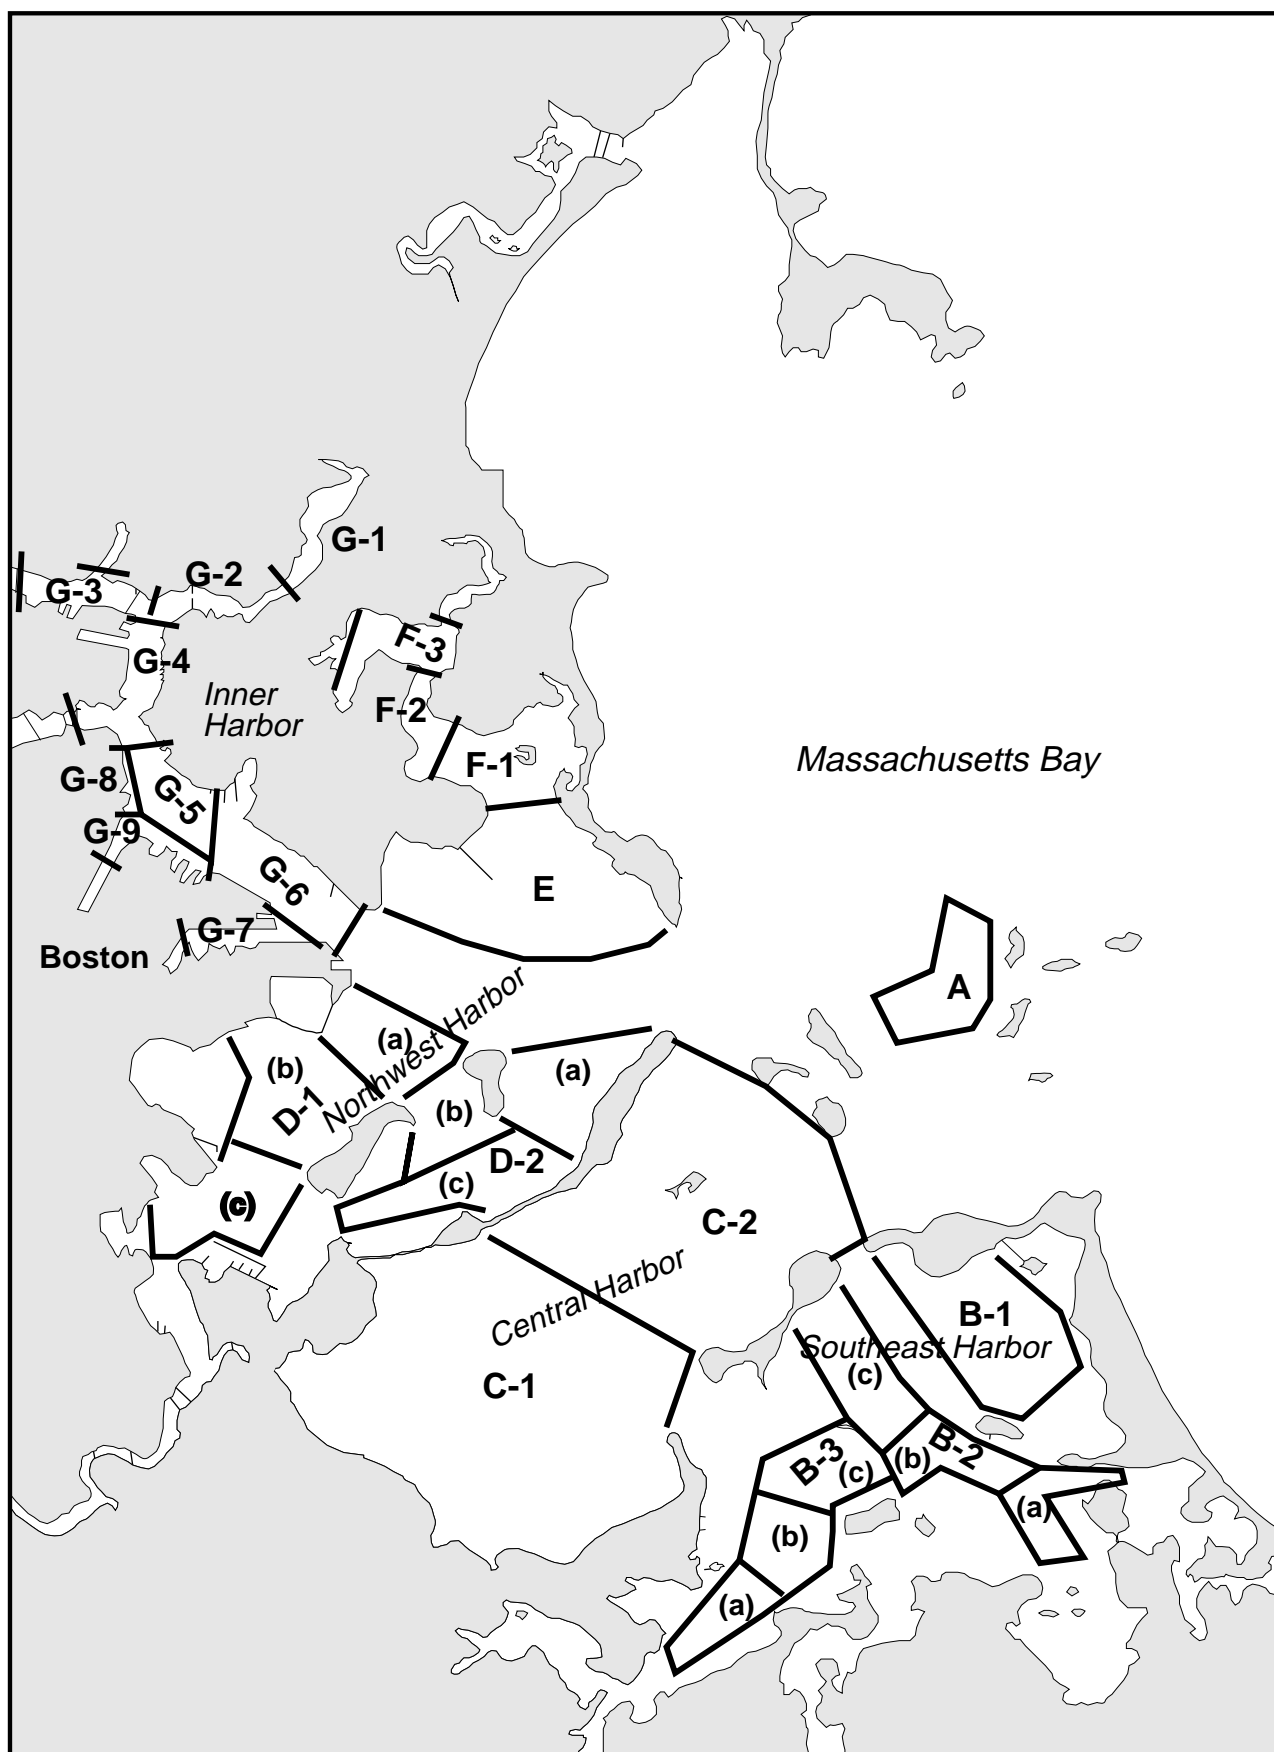 G-1
G-2
G-3
F-3
G-4
Inner
Harbor
F-2
Massachusetts Bay
F-1
G-8
G-5
G-9
G-6
E
G-7
Boston
A
Northwest Harbor
(a)
(a)
(b)
D-1
(b)
D-2
(c)
(c)
C-2
Central Harbor
B-1
Southeast Harbor
(c)
C-1
B-2
B-3
(c)
(b)
(a)
(b)
(a)